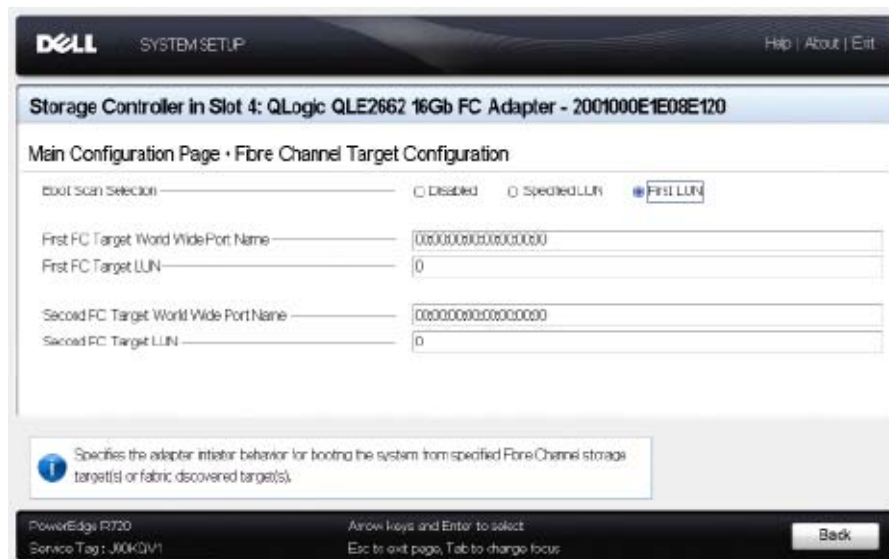 DELL SYSTEM SETUP Help | About | Exit
Storage Controller in Slot 4: QLogic QLE2662 16Gb FC Adapter - 2001000E1E08E120
Main Configuration Page • Fibre Channel Target Configuration
Boot Scan Selection Disabled Specified LUN First LUN
First FC Target World Wide Port Name 00:00:00:00:00:00:00:00
First FC Target LUN 0
Second FC Target World Wide Port Name 00:00:00:00:00:00:00:00
Second FC Target LUN 0
Specifies the adapter initiator behavior for booting the system from specified Fibre Channel storage
target(s) or fabric discovered target(s).
PowerEdge R720 Arrow keys and Enter to select
Service Tag : Esc to exit page, Tab to change focus Back